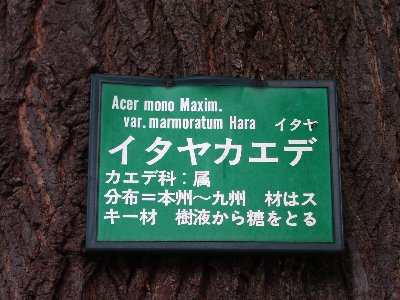 Acer mono Maxim.
var. marmoratum Hara イタヤ
イタヤカエデ
カエデ科:属
分布=本州~九州 材はス
キー材 樹液から糖をとる